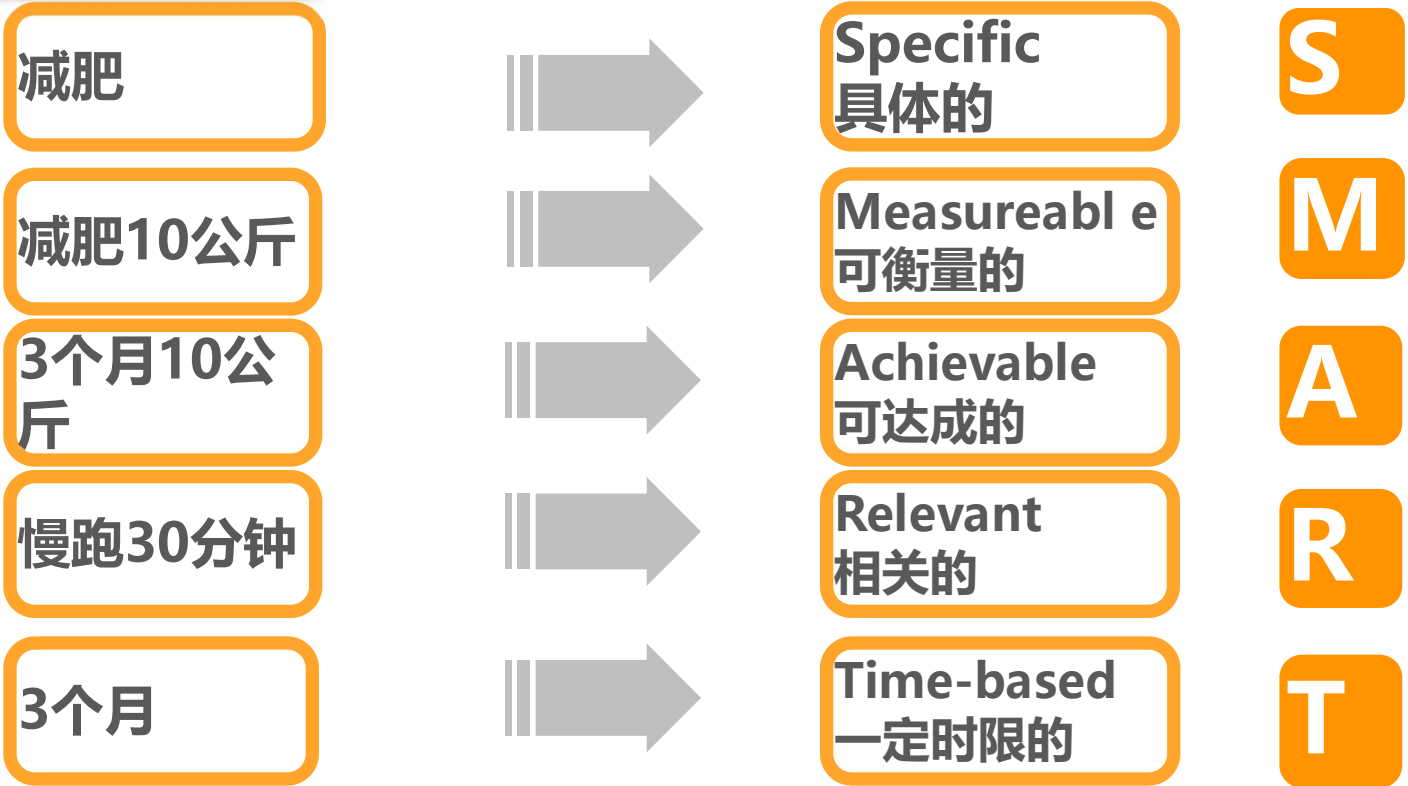 减肥
Specific
具体的
S
减肥10公斤
Measureabl e
可衡量的
M
3个月10公
斤
Achievable
可达成的
A
慢跑30分钟
Relevant
相关的
R
3个月
Time-based
一定时限的
T